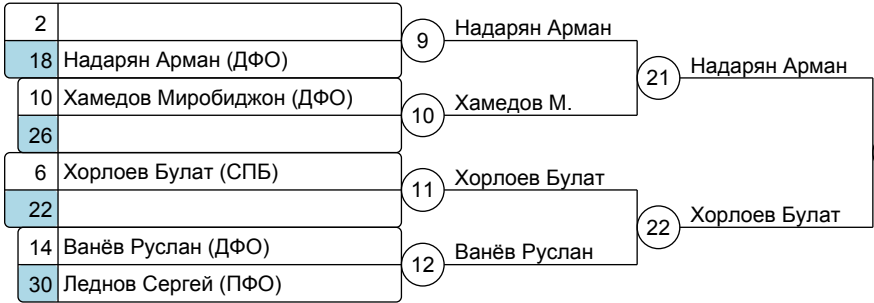 2
18 Надарян Арман (ДФО)
9 Надарян Арман
10 Хамедов Миробиджон (ДФО)
26
10 Хамедов М.
21 Надарян Арман
6 Хорлоев Булат (СПБ)
22
11 Хорлоев Булат
14 Ванёв Руслан (ДФО)
30 Леднов Сергей (ПФО)
12 Ванёв Руслан
22 Хорлоев Булат